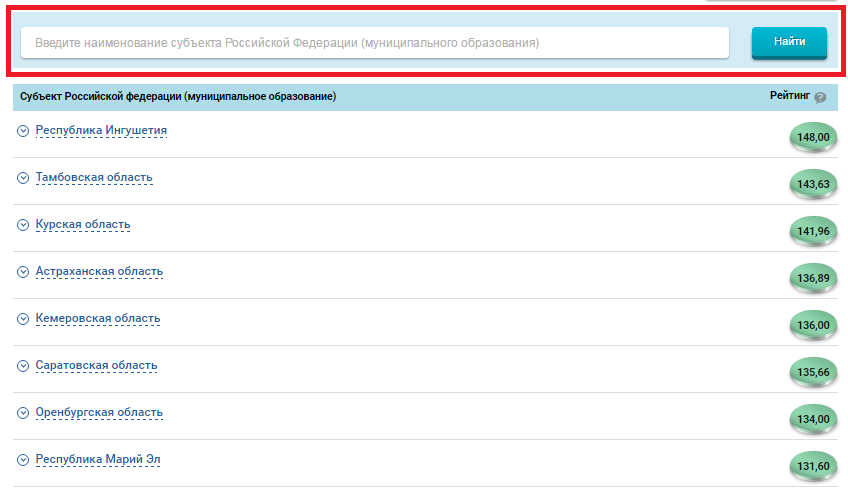 Введите наименование субъекта Российской Федерации (муниципального образования) Найти
Субъект Российской федерации (муниципальное образование) Рейтинг ?
Республика Ингушетия 148,00
Тамбовская область 143,63
Курская область 141,96
Астраханская область 136,89
Кемеровская область 136,00
Саратовская область 135,66
Оренбургская область 134,00
Республика Марий Эл 131,60